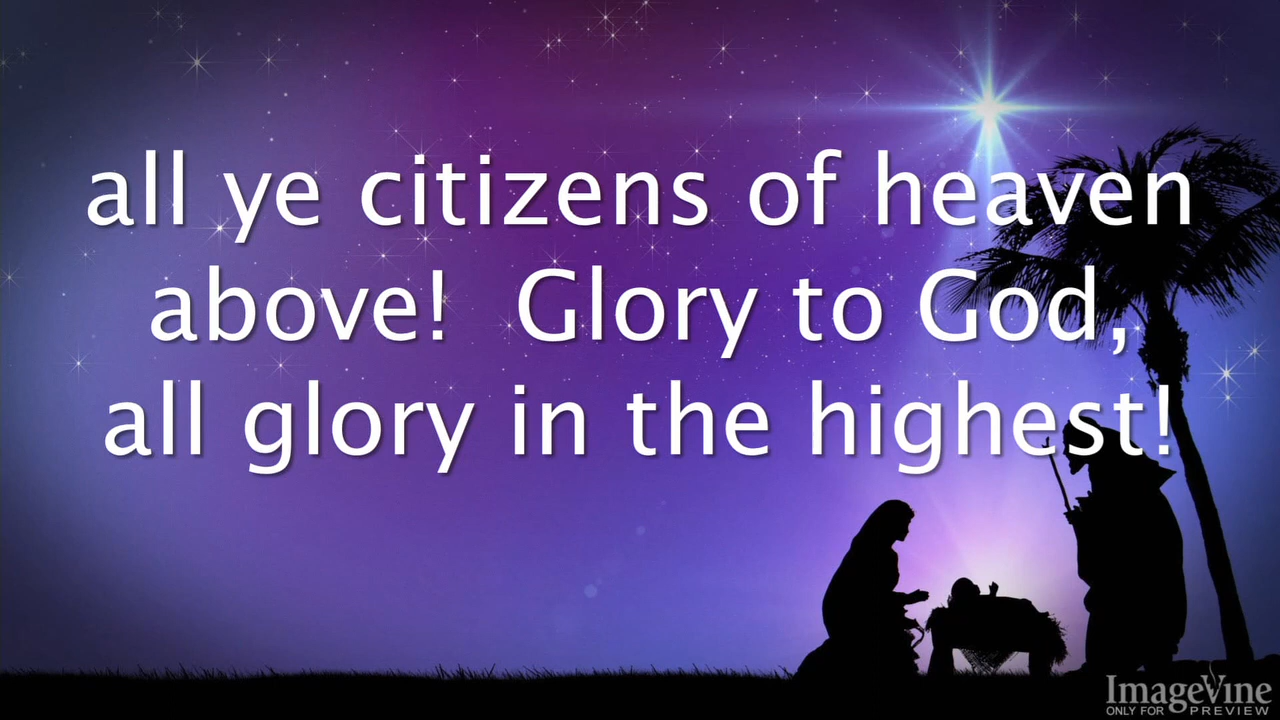 all ye citizens of heaven
above!  Glory to God,
all glory in the highest!
ImageVine
ONLY FOR PREVIEW